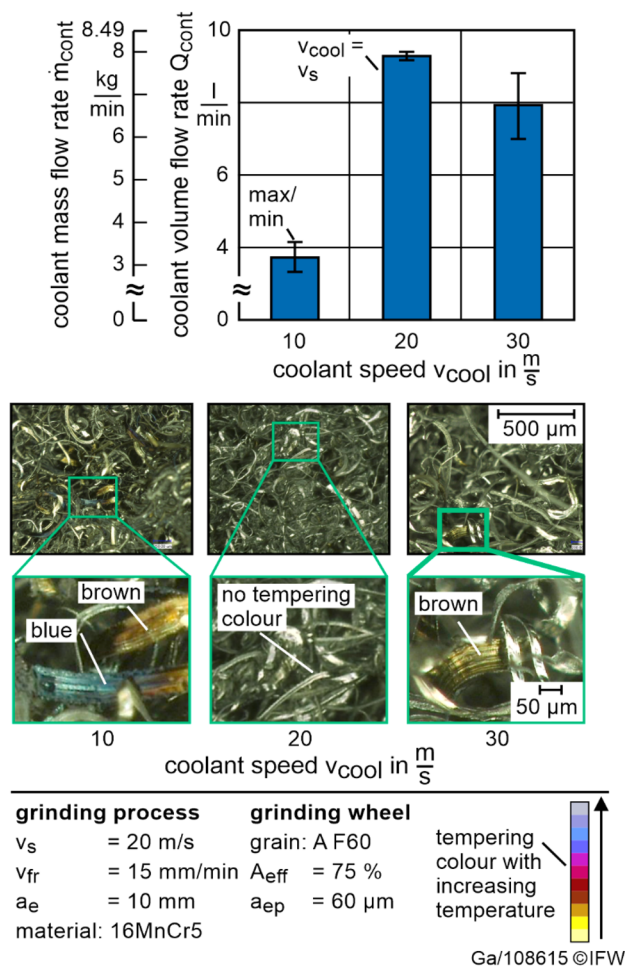 coolant mass flow rate ṁcont
8.49
8
kg
min
6
5
4
3
≈
0
coolant volume flow rate Qcont
10
l
min
6
4
≈
0
vcool =
vs
max/
min
10 20 30
coolant speed vcool in m/s
500 µm
brown
blue
no tempering
colour
brown
50 µm
10 20 30
coolant speed vcool in m/s
grinding process
vs = 20 m/s
vfr = 15 mm/min
ae = 10 mm
material: 16MnCr5
grinding wheel
grain: A F60
Aeff = 75 %
aep = 60 µm
tempering
colour with
increasing
temperature
Ga/108615 ©IFW